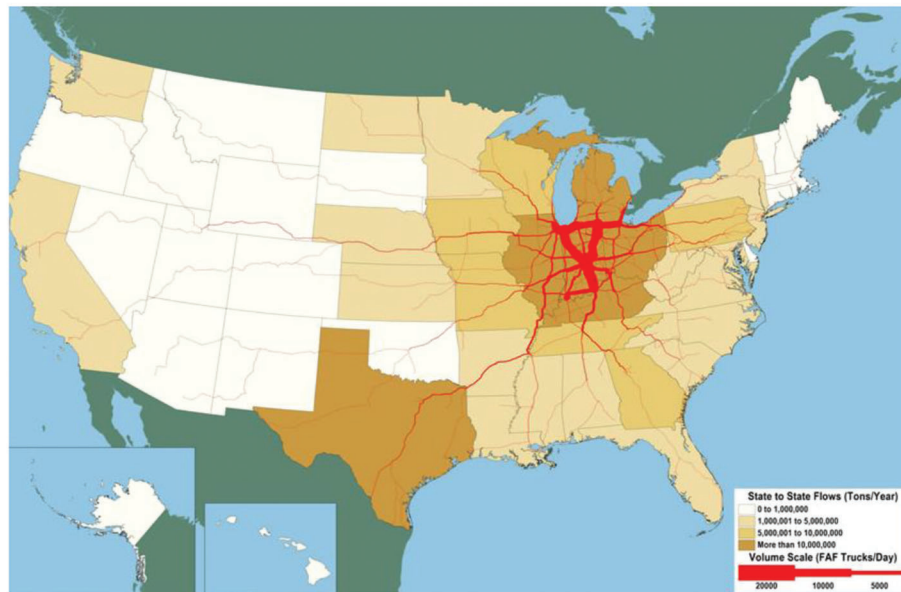 State to State Flows (Tons/Year)
0 to 1,000,000
1,000,001 to 5,000,000
5,000,001 to 10,000,000
More than 10,000,000
Volume Scale (FAF Trucks/Day)
20000 10000 5000